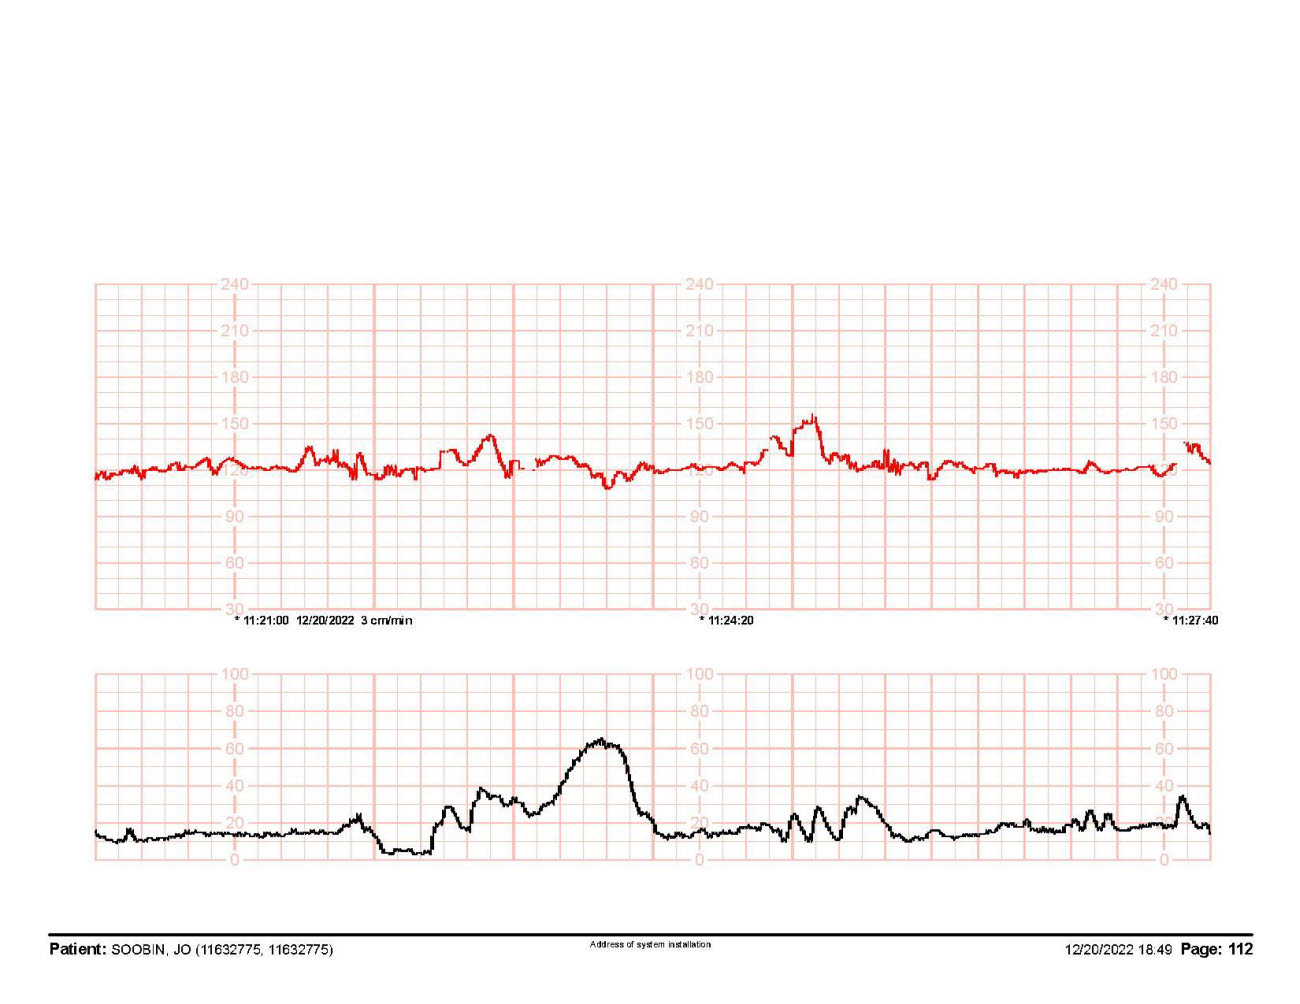 240 240 240
210 210 210
180 180 180
150 150 150
120 120 120
90 90 90
60 60 60
30 30 30
* 11:21:00 12/20/2022 3 cm/min * 11:24:20 * 11:27:40
100 100 100
80 80 80
60 60 60
40 40 40
20 20 20
0 0 0
Patient: SOOBIN, JO (11632775, 11632775) Address of system installation 12/20/2022 18:49 Page: 112